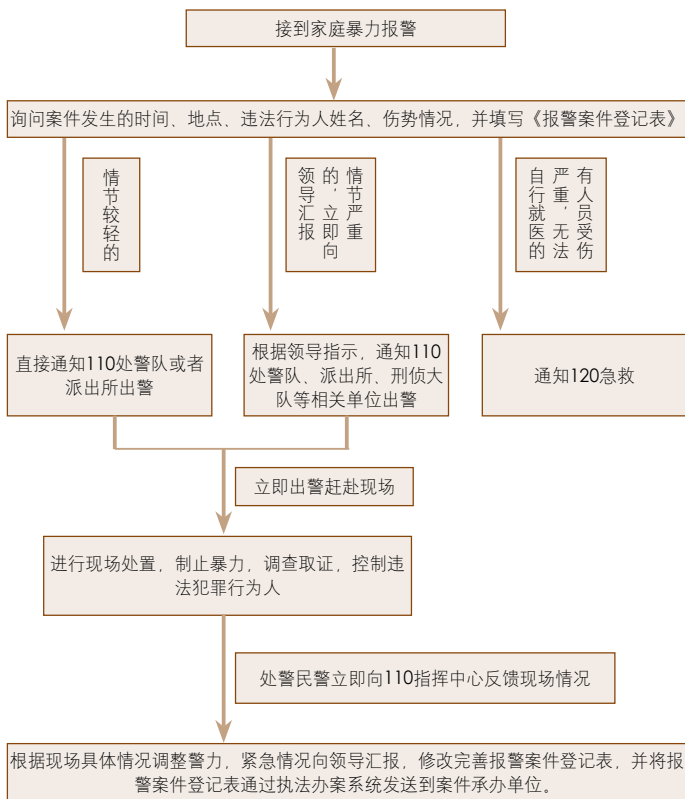 接到家庭暴力报警
询问案件发生的时间、地点、违法行为人姓名、伤势情况，并填写《报警案件登记表》
情节较轻的
情节严重
的，立即向
领导汇报
有人员受伤
严重，无法
自行就医的
直接通知110处警队或者
派出所出警
根据领导指示，通知110
处警队、派出所、刑侦大
队等相关单位出警
通知120急救
立即出警赶赴现场
进行现场处置，制止暴力，调查取证，控制违
法犯罪行为人
处警民警立即向110指挥中心反馈现场情况
根据现场具体情况调整警力，紧急情况向领导汇报，修改完善报警案件登记表，并将报
警案件登记表通过执法办案系统发送到案件承办单位。